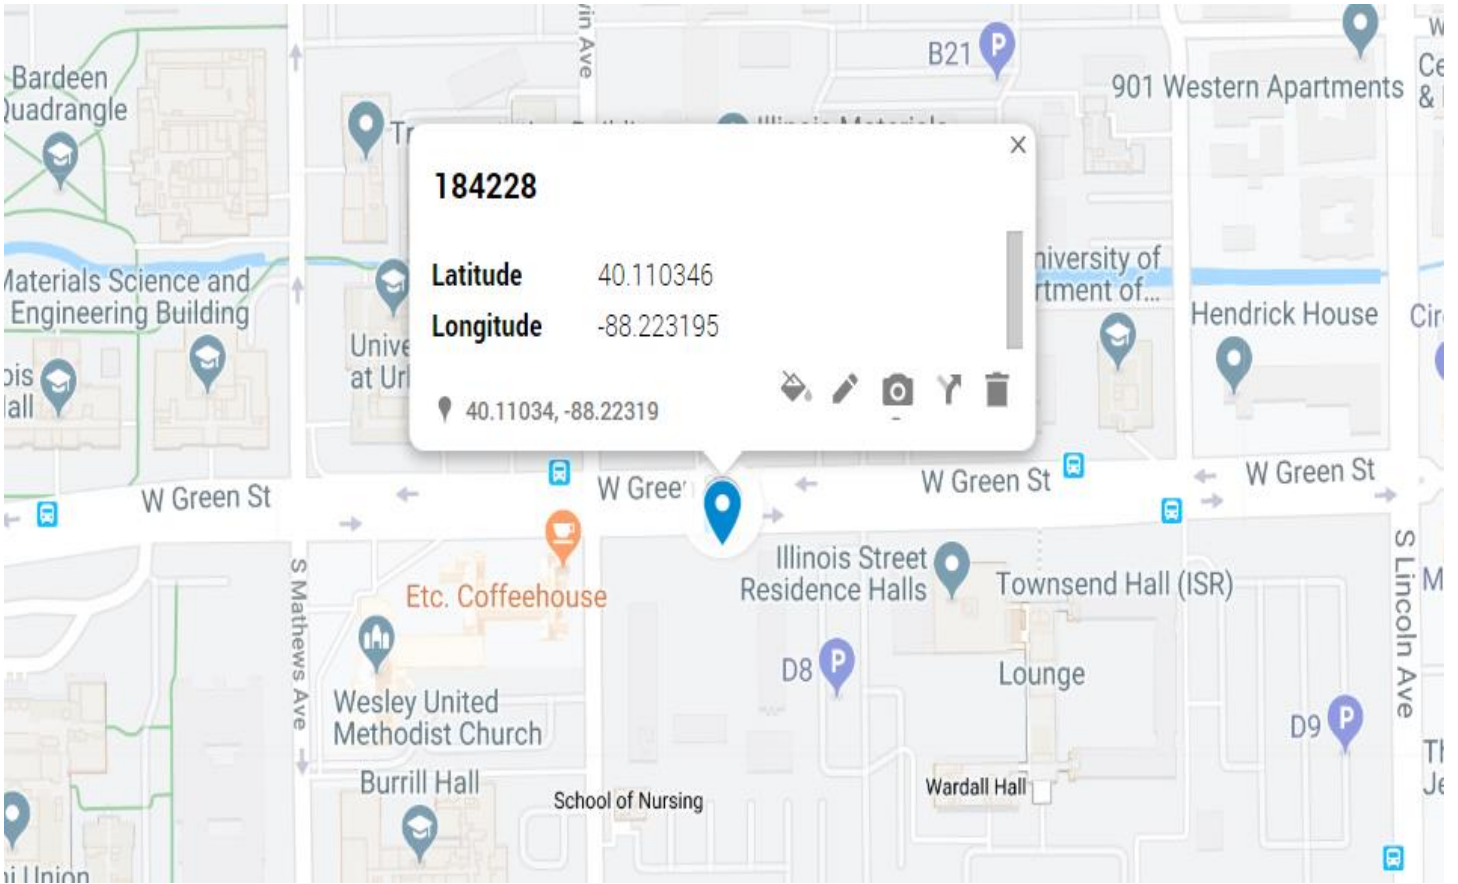 Bardeen
Quadrangle
B21
P
901 Western Apartments
184228
Latitude 40.110346
Longitude -88.223195
40.11034, -88.22319
Materials Science and
Engineering Building
at
Hendrick House
W Green St
W Green St
W Green St
Etc. Coffeehouse
Illinois Street
Residence Halls
Townsend Hall (ISR)
S Mathews Ave
S Lincoln Ave
D8
P
Lounge
Wesley United
Methodist Church
D9
P
Burrill Hall
School of Nursing
Wardall Hall
Union